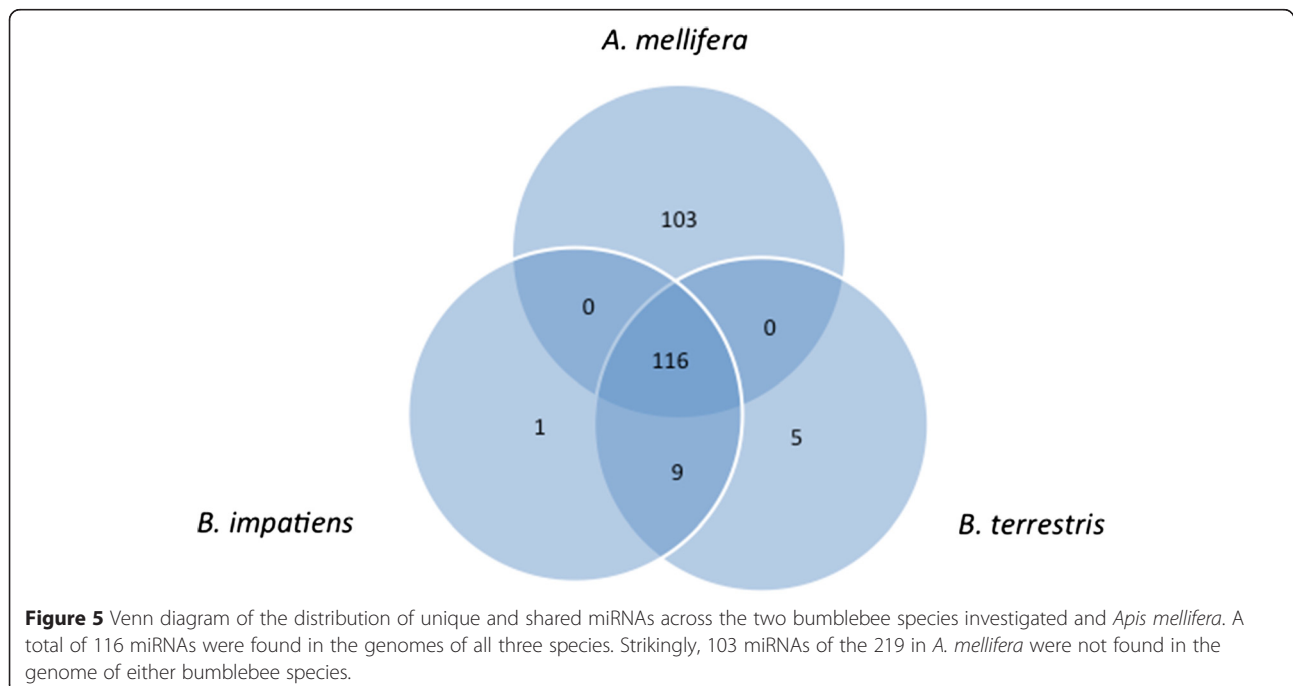 A. mellifera
103
0
0
116
1
5
9
B. impatiens
B. terrestris
Figure 5 Venn diagram of the distribution of unique and shared miRNAs across the two bumblebee species investigated and Apis mellifera. A
total of 116 miRNAs were found in the genomes of all three species. Strikingly, 103 miRNAs of the 219 in A. mellifera were not found in the
genome of either bumblebee species.